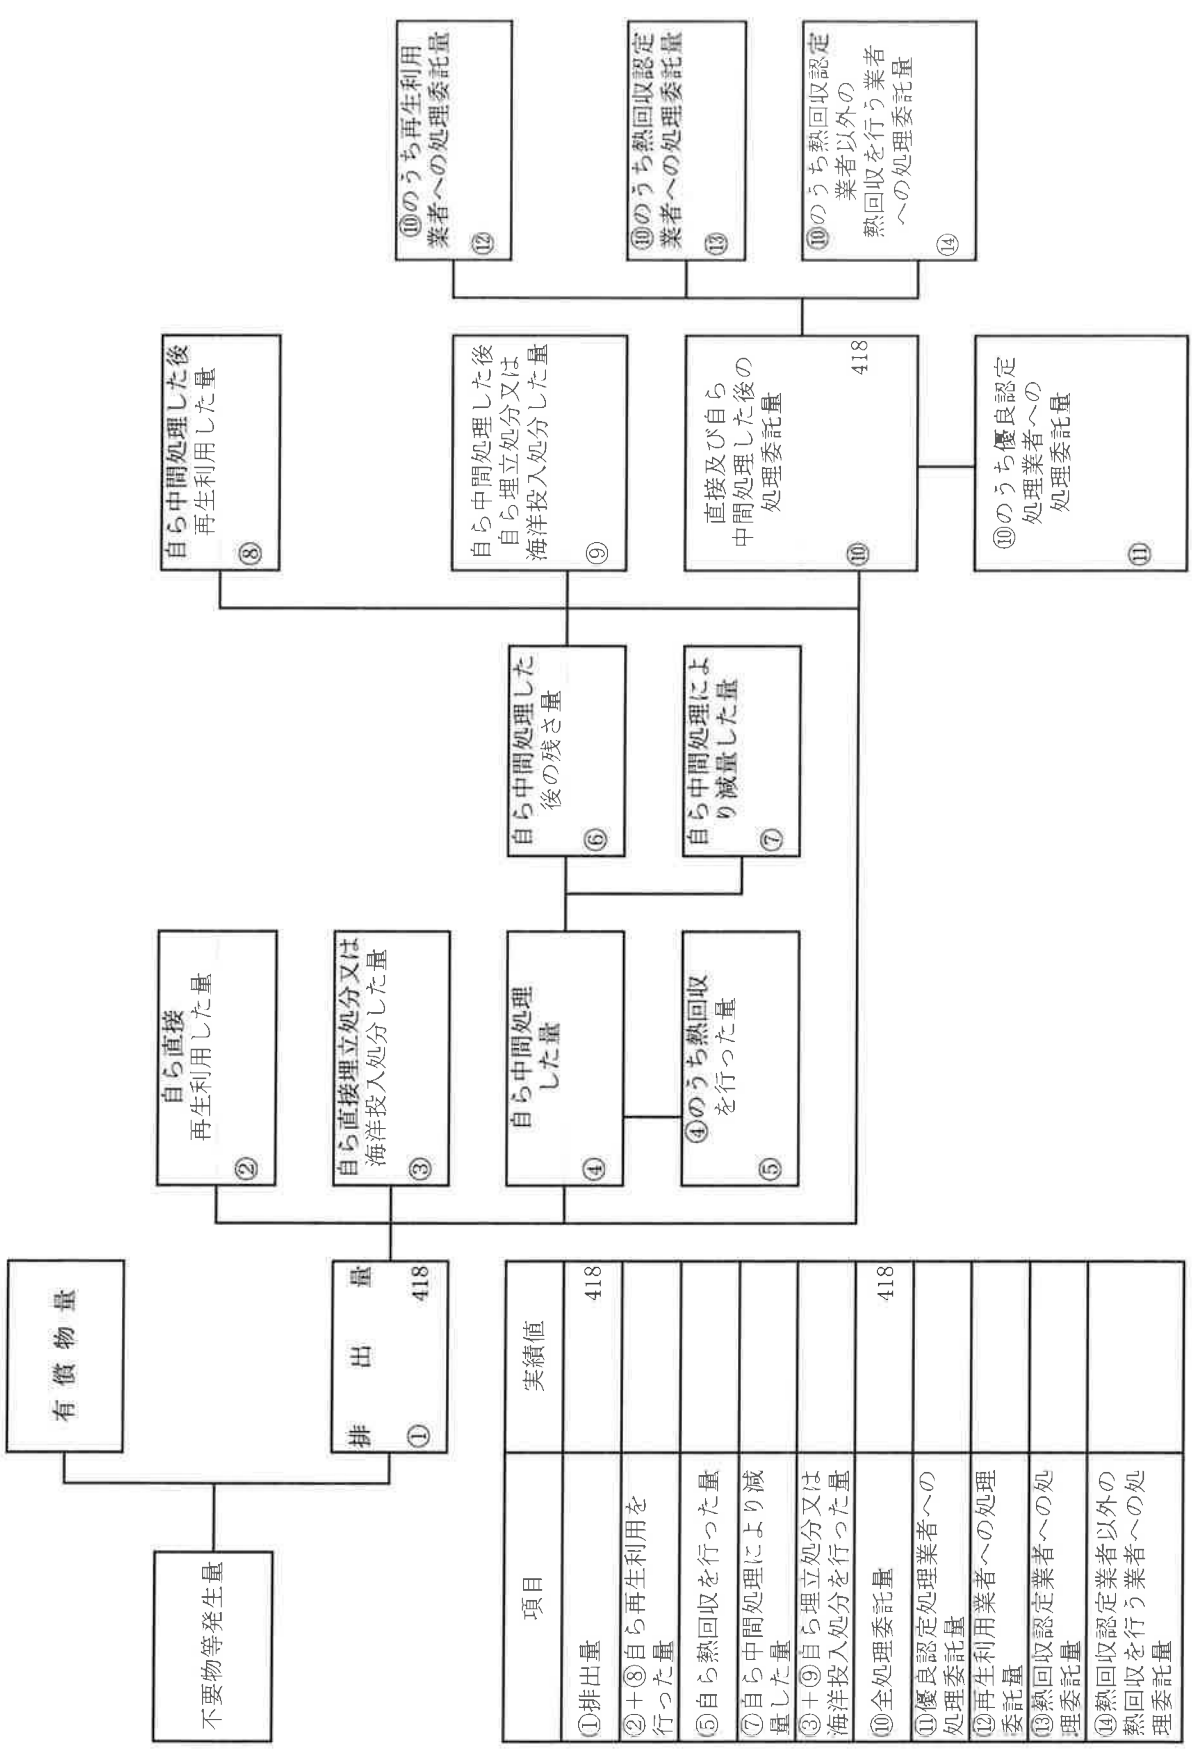 不要物等発生量
有償物量
排出量
① 418
自ら直接
再生利用した量
②
自ら直接埋立処分又は
海洋投入処分した量
③
自ら中間処理
した量
④
④のうち熱回収
を行った量
⑤
自ら中間処理した
後の残さ量
⑥
自ら中間処理によ
り減量した量
⑦
自ら中間処理した後
再生利用した量
⑧
自ら中間処理した後
自ら埋立処分又は
海洋投入処分した量
⑨
直接及び自ら
中間処理した後の
処理委託量
⑩ 418
⑩のうち優良認定
処理業者への
処理委託量
⑪
⑩のうち再生利用
業者への処理委託量
⑫
⑩のうち熱回収認定
業者への処理委託量
⑬
⑩のうち熱回収認定
業者以外の
熱回収を行う業者
への処理委託量
⑭
項目 実績値
①排出量 418
②+⑧自ら再生利用を
行った量
⑤自ら熱回収を行った量
⑦自ら中間処理により減
量した量
③+⑨自ら埋立処分又は
海洋投入処分を行った量
⑩全処理委託量 418
⑪優良認定処理業者への
処理委託量
⑫再生利用業者への処理
委託量
⑬熱回収認定業者への処
理委託量
⑭熱回収認定業者以外の
熱回収を行う業者への処
理委託量